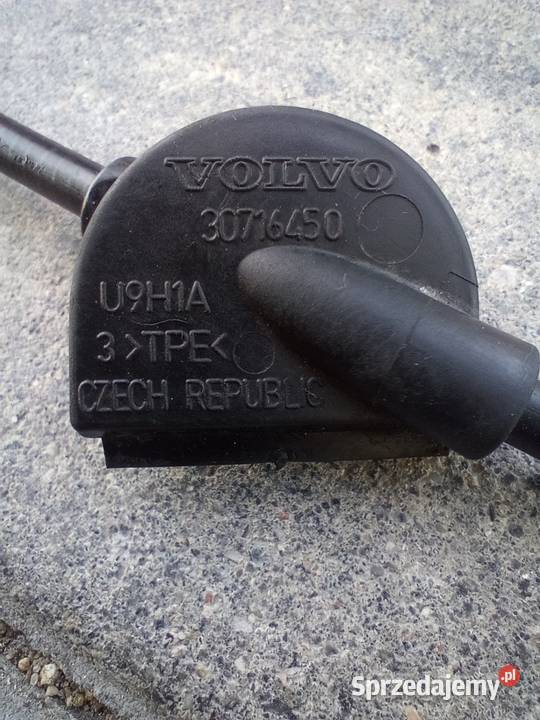 VOLVO
30716450
U9H1A
3 >TPE<
CZECH REPUBLIC
Sprzedajemy.pl